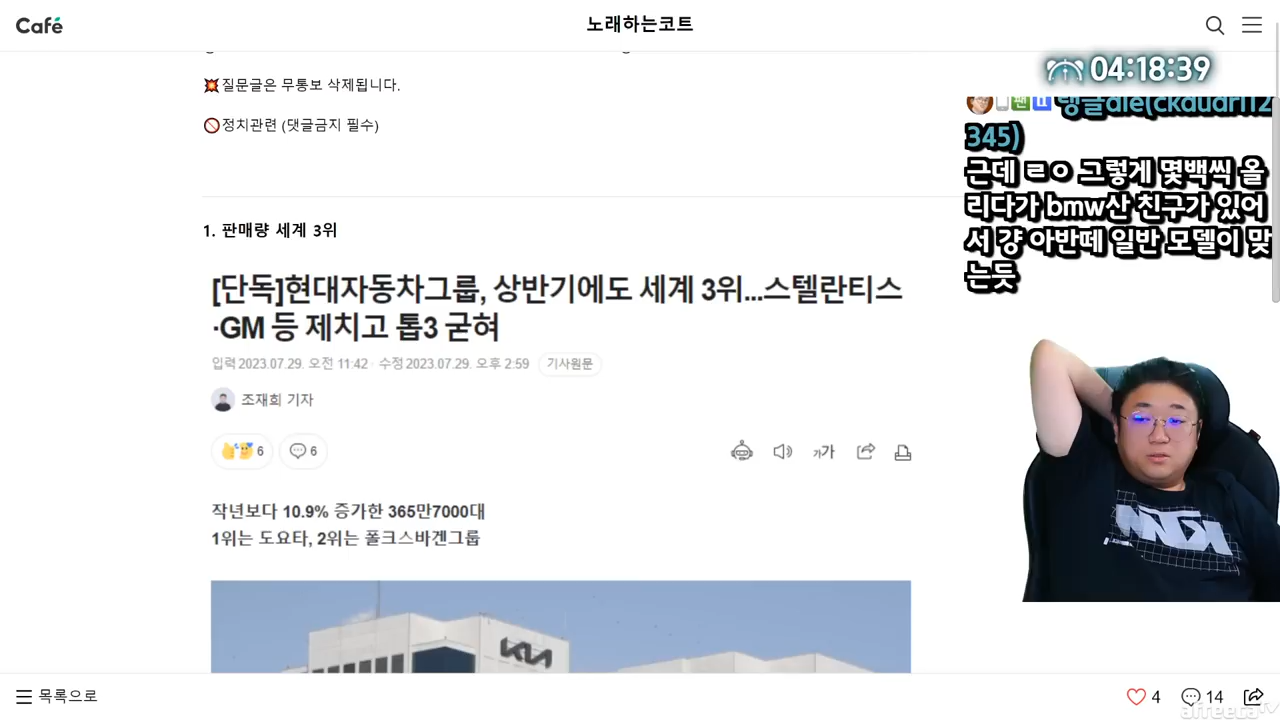 Café
노래하는코트
💥질문글은 무통보 삭제됩니다.
🚫정치관련 (댓글금지 필수)
04:18:39
댕글die(ckdudrl12
345)
근데 ㄹㅇ 그렇게 몇백씩 올
리다가 bmw산 친구가 있어
서 걍 아반떼 일반 모델이 맞
는듯
1. 판매량 세계 3위
[단독]현대자동차그룹, 상반기에도 세계 3위...스텔란티스
·GM 등 제치고 톱3 굳혀
입력 2023.07.29. 오전 11:42 · 수정 2023.07.29. 오후 2:59 기사원문
조재희 기자
6 6
가가
작년보다 10.9% 증가한 365만7000대
1위는 도요타, 2위는 폴크스바겐그룹
KIA
목록으로
4 14
afreecaTV